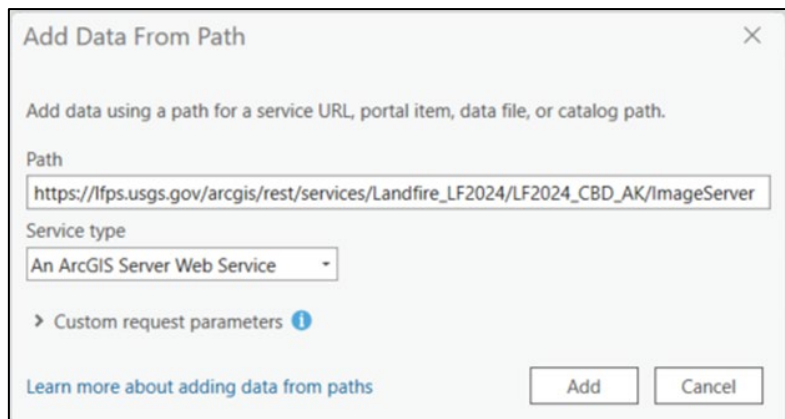 Add Data From Path
Add data using a path for a service URL, portal item, data file, or catalog path.
Path
https://lfps.usgs.gov/arcgis/rest/services/Landfire_LF2024/LF2024_CBD_AK/ImageServer
Service type
An ArcGIS Server Web Service
Custom request parameters
Learn more about adding data from paths
Add
Cancel